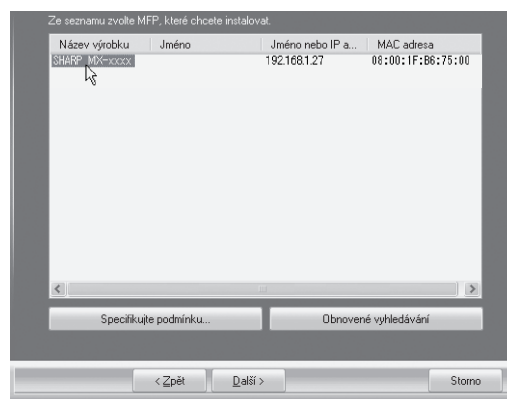 Ze seznamu zvolte MFP, které chcete instalovat.
Název výrobku Jméno Jméno nebo IP a... MAC adresa
SHARP MX-xxxx 192.168.1.27 08:00:1F:B6:75:00
Specifikujte podmínku... Obnovené vyhledávání
< Zpět Další > Storno